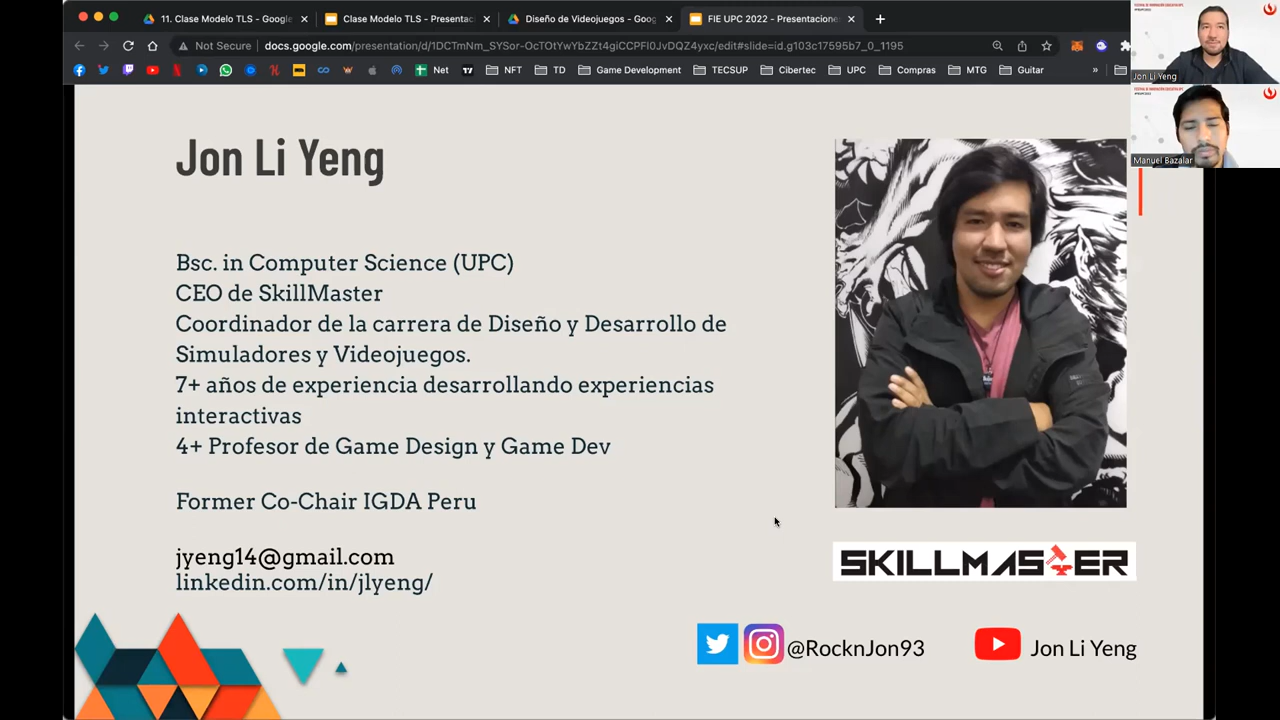 11. Clase Modelo TLS - Google
Clase Modelo TLS - Presentac
Diseño de Videojuegos - Goog
FIE UPC 2022 - Presentacione
Not Secure
docs.google.com/presentation/d/1DCTmNm_SYSor-OcTOtYwYbZZt4giCCPFI0JvDQZ4yxc/edit#slide=id.g103c17595b7_0_1195
Net
NFT
TD
Game Development
TECSUP
Cibertec
UPC
Compras
MTG
Guitar
»
Jon Li Yeng
Manuel Bazalar
Jon Li Yeng
Bsc. in Computer Science (UPC)
CEO de SkillMaster
Coordinador de la carrera de Diseño y Desarrollo de
Simuladores y Videojuegos.
7+ años de experiencia desarrollando experiencias
interactivas
4+ Profesor de Game Design y Game Dev
Former Co-Chair IGDA Peru
jyeng14@gmail.com
linkedin.com/in/jlyeng/
SKILLMASTER
@RocknJon93
Jon Li Yeng